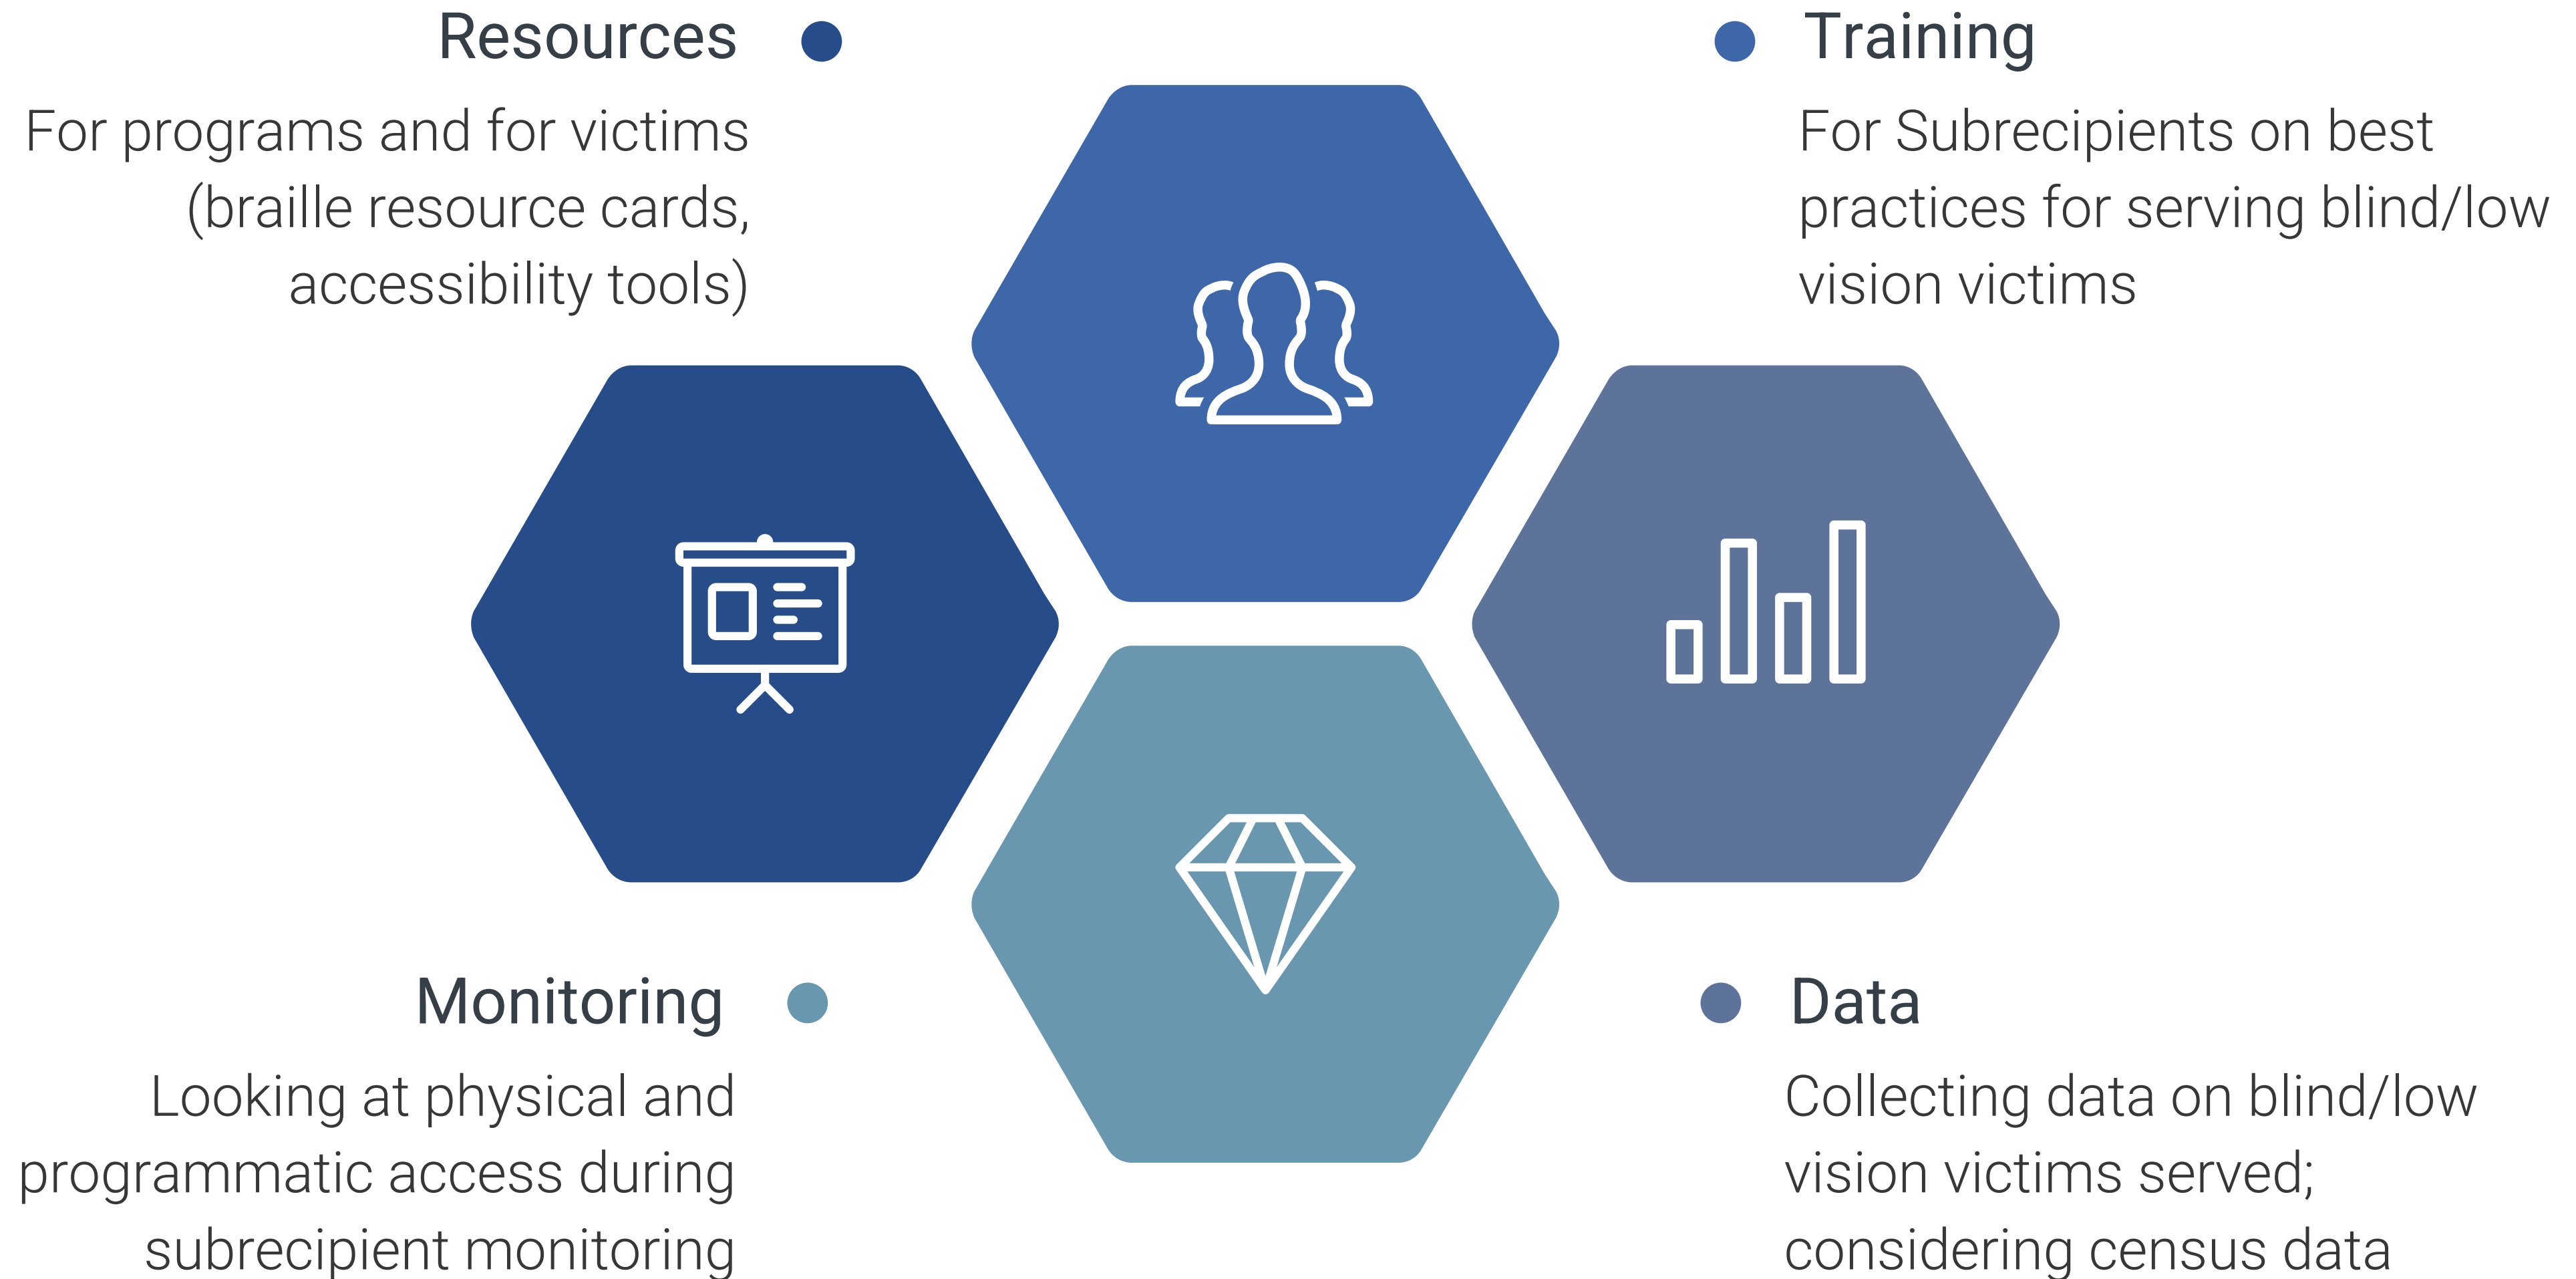 Resources
For programs and for victims
(braille resource cards,
accessibility tools)
Training
For Subrecipients on best
practices for serving blind/low
vision victims
Monitoring
Looking at physical and
programmatic access during
subrecipient monitoring
Data
Collecting data on blind/low
vision victims served;
considering census data